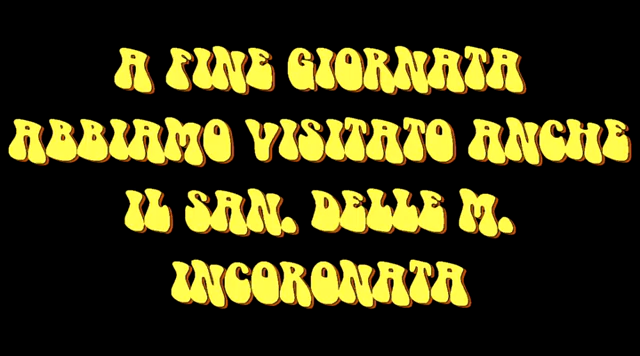 A FINE GIORNATA
ABBIAMO VISITATO ANCHE
IL SAN. DELLE M.
INCORONATA